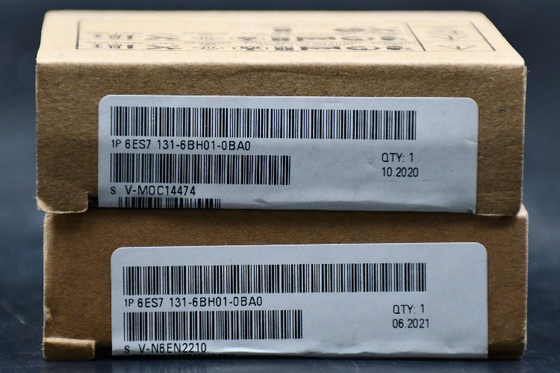 1P 6ES7 131-6BH01-0BA0
QTY: 1
10.2020
S V-M0C14474
1P 6ES7 131-6BH01-0BA0
QTY: 1
06.2021
S V-N6EN2210